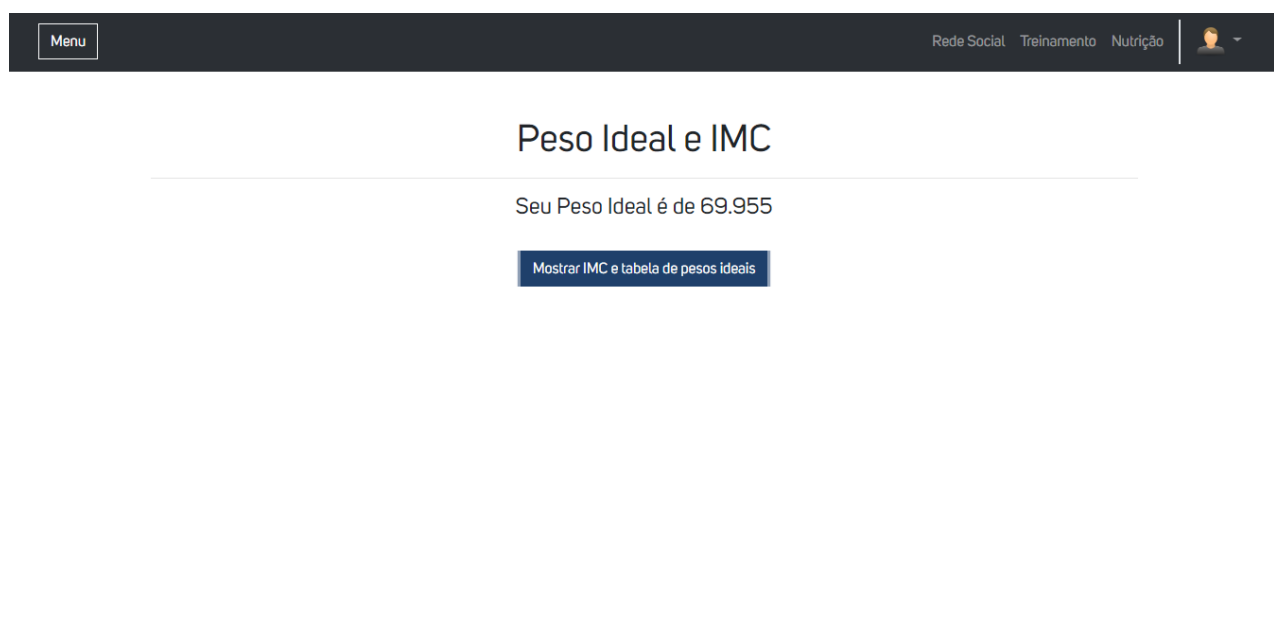 Menu Rede Social Treinamento Nutrição
Peso Ideal e IMC
Seu Peso Ideal é de 69.955
Mostrar IMC e tabela de pesos ideais